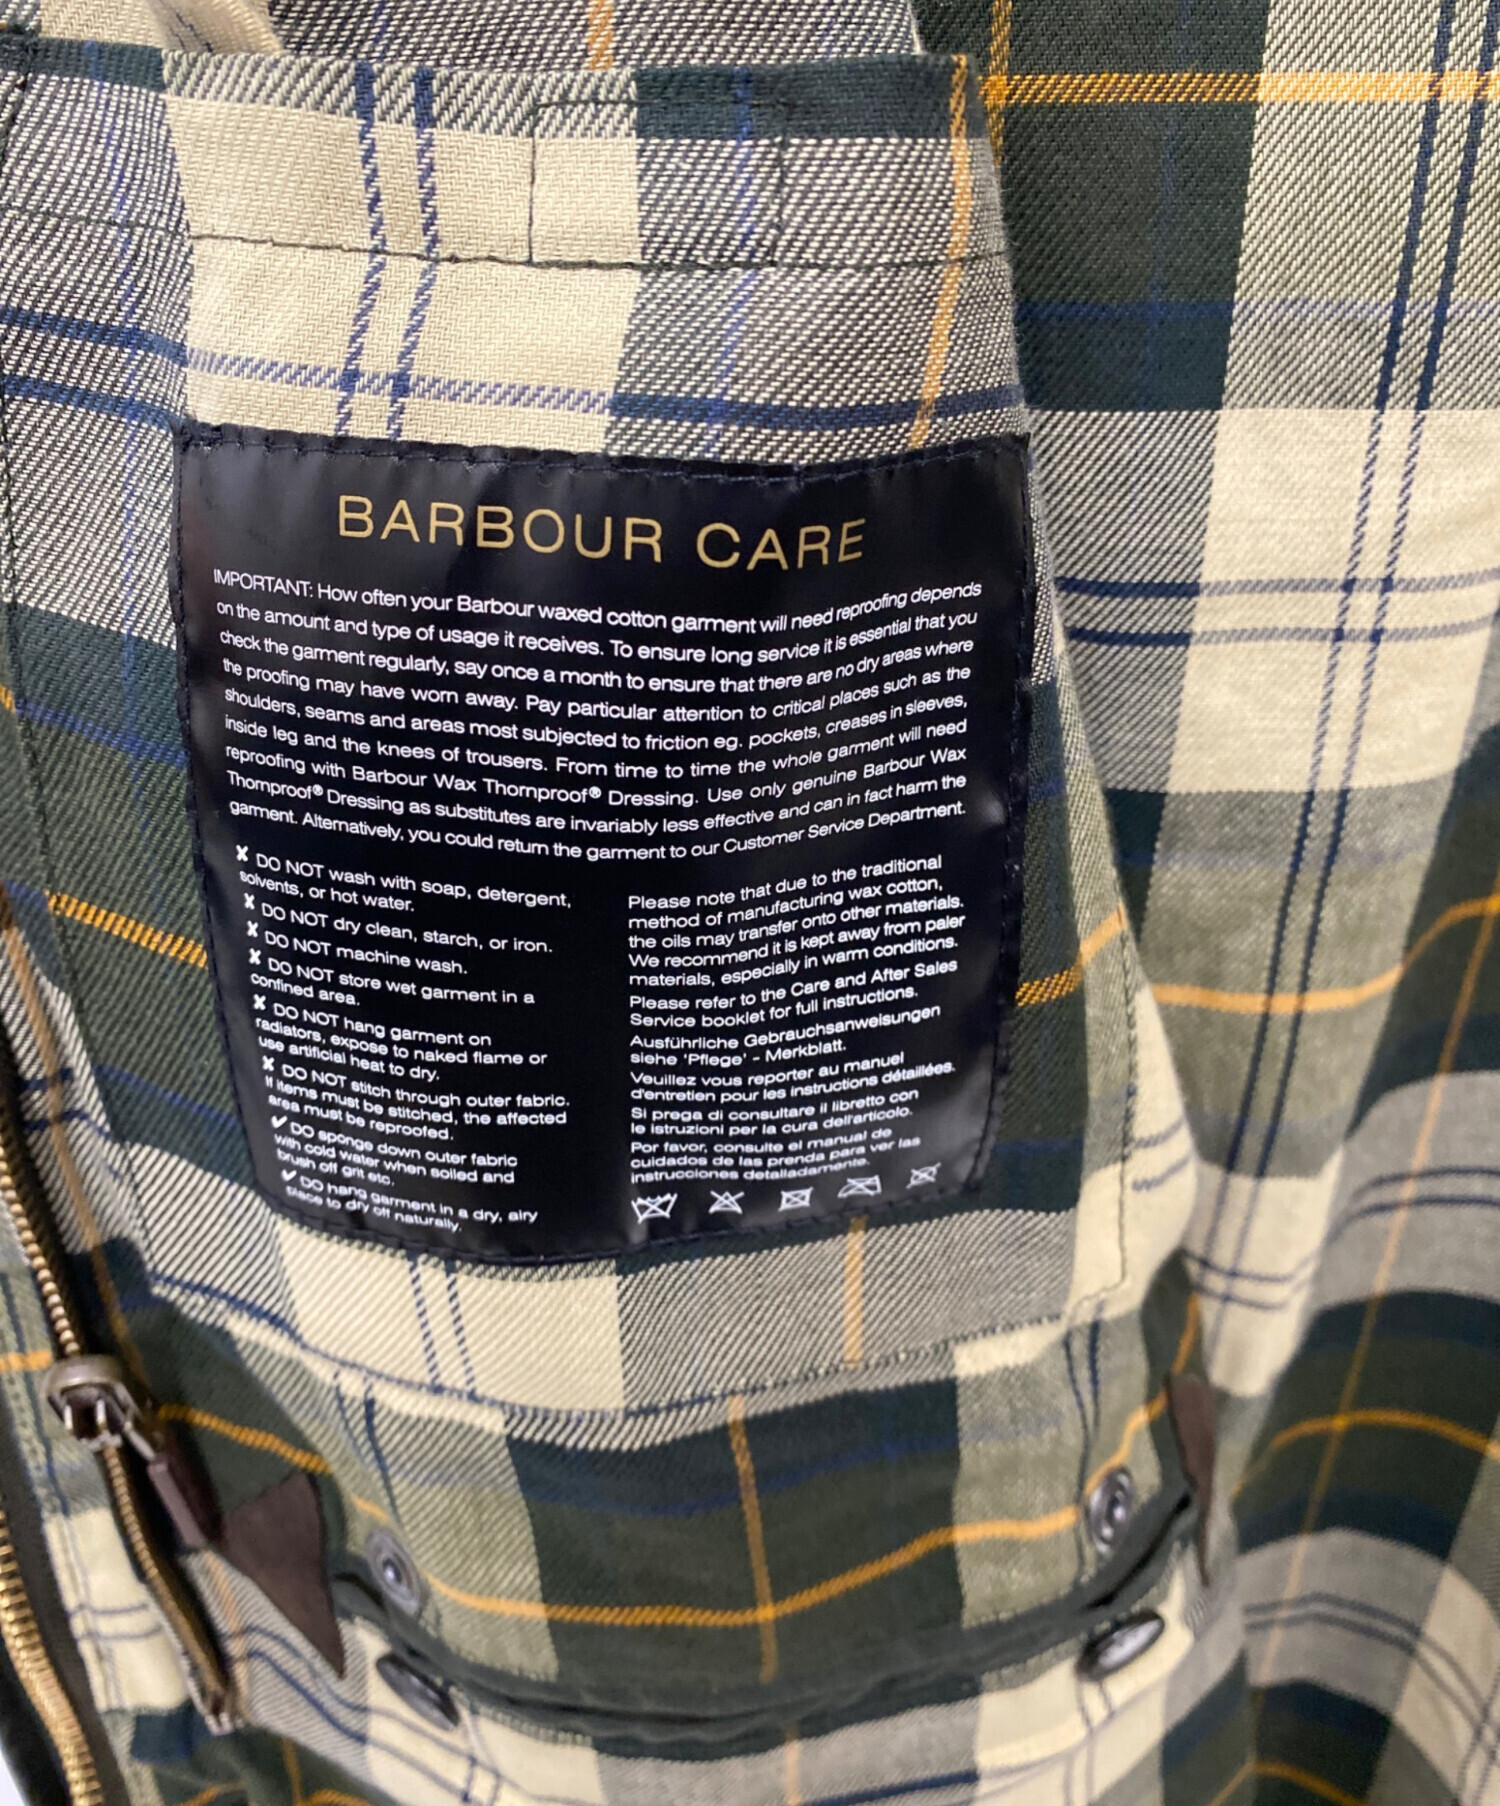 BARBOUR CARE
IMPORTANT: How often your Barbour waxed cotton garment will need reproofing depends
on the amount and type of usage it receives. To ensure long service it is essential that you
check the garment regularly, say once a month to ensure that there are no dry areas where
the proofing may have worn away. Pay particular attention to critical places such as the
shoulders, seams and areas most subjected to friction eg. pockets, creases in sleeves,
inside leg and the knees of trousers. From time to time the whole garment will need
reproofing with Barbour Wax Thornproof® Dressing. Use only genuine Barbour Wax
Thornproof® Dressing as substitutes are invariably less effective and can in fact harm the
garment. Alternatively, you could return the garment to our Customer Service Department.
✘ DO NOT wash with soap, detergent,
solvents, or hot water.
✘ DO NOT dry clean, starch, or iron.
✘ DO NOT machine wash.
✘ DO NOT store wet garment in a
confined area.
✘ DO NOT hang garment on
radiators, expose to naked flame or
use artificial heat to dry.
✘ DO NOT stitch through outer fabric.
If items must be stitched, the affected
area must be reproofed.
✔ DO sponge down outer fabric
with cold water when soiled and
brush off grit etc.
✔ DO hang garment in a dry, airy
place to dry off naturally.
Please note that due to the traditional
method of manufacturing wax cotton,
the oils may transfer onto other materials.
We recommend it is kept away from paler
materials, especially in warm conditions.
Please refer to the Care and After Sales
Service booklet for full instructions.
Ausführliche Gebrauchsanweisungen
siehe 'Pflege' - Merkblatt.
Veuillez vous reporter au manuel
d'entretien pour les instructions détaillées.
Si prega di consultare il libretto con
le istruzioni per la cura dell'articolo.
Por favor, consulte el manual de
cuidados de las prenda para ver las
instrucciones detalladamente.